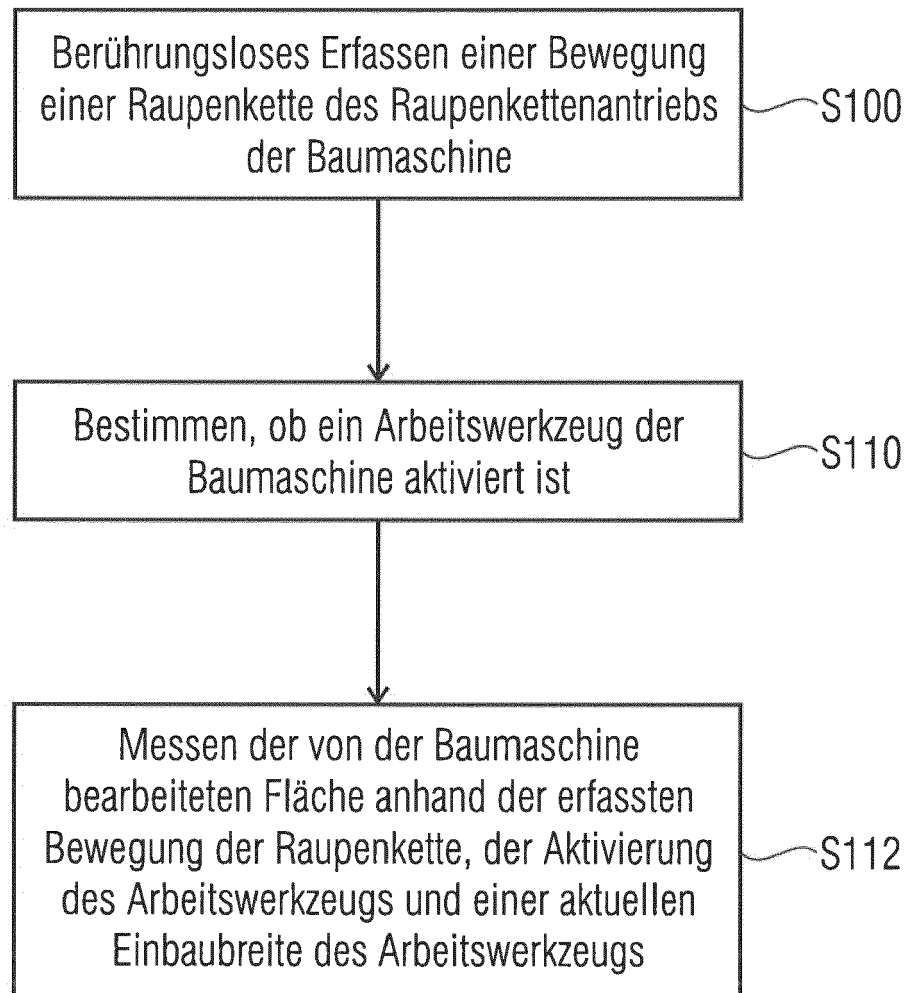 Berührungsloses Erfassen einer Bewegung
einer Raupenkette des Raupenkettenantriebs
der Baumaschine
S100
Bestimmen, ob ein Arbeitswerkzeug der
Baumaschine aktiviert ist
S110
Messen der von der Baumaschine
bearbeiteten Fläche anhand der erfassten
Bewegung der Raupenkette, der Aktivierung
des Arbeitswerkzeugs und einer aktuellen
Einbaubreite des Arbeitswerkzeugs
S112